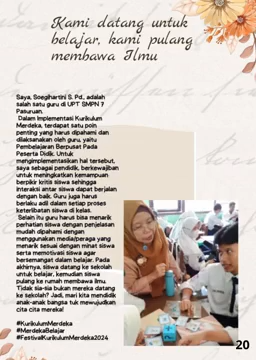 Kami datang untuk
belajar, kami pulang
membawa Ilmu
Saya, Soegihartini S. Pd., adalah
salah satu guru di UPT SMPN 7
Pasuruan.
Dalam Implementasi Kurikulum
Merdeka, terdapat satu poin
penting yang harus dipahami dan
dilaksanakan oleh guru, yaitu
Pembelajaran Berpusat Pada
Peserta Didik. Untuk
mengimplementasikan hal tersebut,
saya sebagai pendidik, berkewajiban
untuk meningkatkan kemampuan
berpikir kritis siswa sehingga
interaksi antar siswa dapat berjalan
dengan baik. Guru juga harus
berlaku adil dalam setiap proses
keterlibatan siswa di kelas.
Selain itu guru harus bisa menarik
perhatian siswa dengan penjelasan
mudah dipahami dengan
menggunakan media/peraga yang
menarik sesuai dengan minat siswa
serta memotivasi siswa agar
bersemangat dalam belajar. Pada
akhirnya, siswa datang ke sekolah
untuk belajar, kemudian siswa
pulang ke rumah membawa ilmu.
Tidak sia-sia bukan mereka datang
ke sekolah? Jadi, mari kita mendidik
anak-anak bangsa tuk mewujudkan
cita cita mereka!
#KurikulumMerdeka
#MerdekaBelajar
#FestivalKurikulumMerdeka2024
20